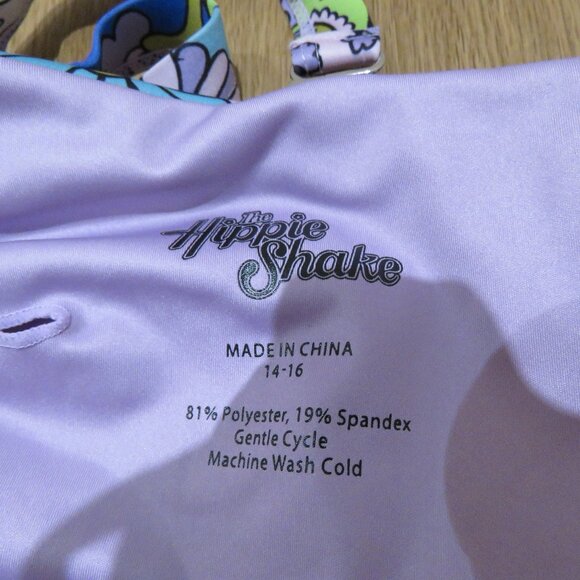 The
Hippie
Shake
MADE IN CHINA
14-16
81% Polyester, 19% Spandex
Gentle Cycle
Machine Wash Cold